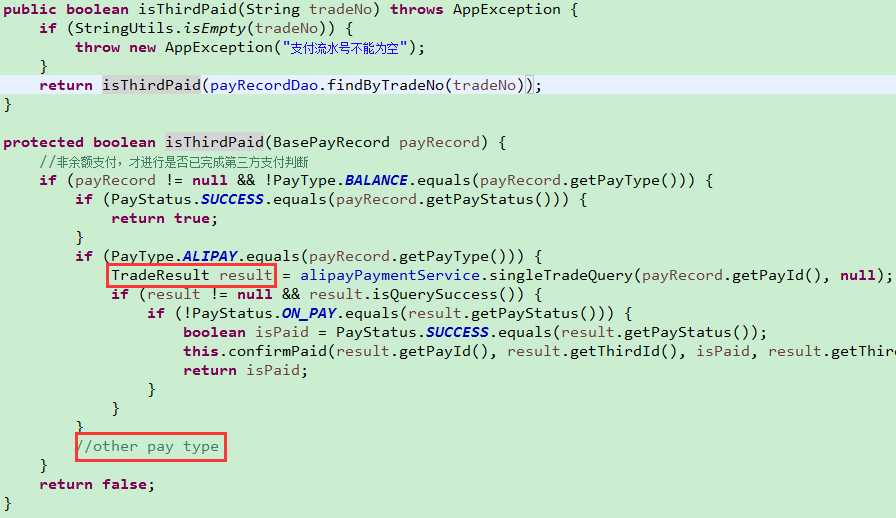 public boolean isThirdPaid(String tradeNo) throws AppException {
if (StringUtils.isEmpty(tradeNo)) {
throw new AppException("支付流水号不能为空");
}
return isThirdPaid(payRecordDao.findByTradeNo(tradeNo));
}
protected boolean isThirdPaid(BasePayRecord payRecord) {
//非余额支付，才进行是否已完成第三方支付判断
if (payRecord != null && !PayType.BALANCE.equals(payRecord.getPayType())) {
if (PayStatus.SUCCESS.equals(payRecord.getPayStatus())) {
return true;
}
if (PayType.ALIPAY.equals(payRecord.getPayType())) {
TradeResult result = alipayPaymentService.singleTradeQuery(payRecord.getPayId(), null);
if (result != null && result.isQuerySuccess()) {
if (!PayStatus.ON_PAY.equals(result.getPayStatus())) {
boolean isPaid = PayStatus.SUCCESS.equals(result.getPayStatus());
this.confirmPaid(result.getPayId(), result.getThirdId(), isPaid, result.getThir
return isPaid;
}
}
}
//other pay type
}
return false;
}